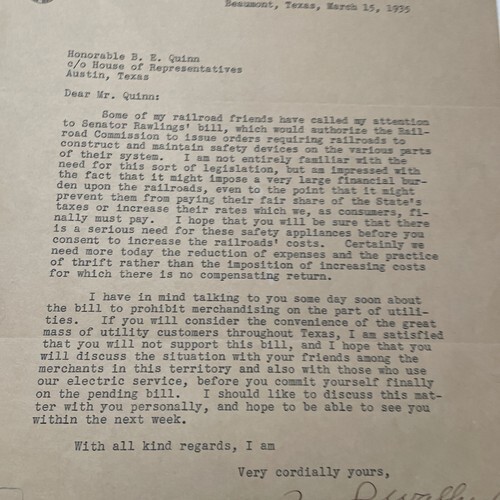 Beaumont, Texas, March 15, 1935
Honorable B. E. Quinn
c/o House of Representatives
Austin, Texas
Dear Mr. Quinn:
Some of my railroad friends have called my attention
to Senator Rawlings' bill, which would authorize the Rail-
road Commission to issue orders requiring railroads to
construct and maintain safety devices on the various parts
of their system. I am not entirely familiar with the
need for this sort of legislation, but am impressed with
the fact that it might impose a very large financial bur-
den upon the railroads, even to the point that it might
prevent them from paying their fair share of the State's
taxes or increase their rates which we, as consumers, fi-
nally must pay. I hope that you will be sure that there
is a serious need for these safety appliances before you
consent to increase the railroads' costs. Certainly we
need more today the reduction of expenses and the practice
of thrift rather than the imposition of increasing costs
for which there is no compensating return.
I have in mind talking to you some day soon about
the bill to prohibit merchandising on the part of utili-
ties. If you will consider the convenience of the great
mass of utility customers throughout Texas, I am satisfied
that you will not support this bill, and I hope that you
will discuss the situation with your friends among the
merchants in this territory and also with those who use
our electric service, before you commit yourself finally
on the pending bill. I should like to discuss this mat-
ter with you personally, and hope to be able to see you
within the next week.
With all kind regards, I am
Very cordially yours,